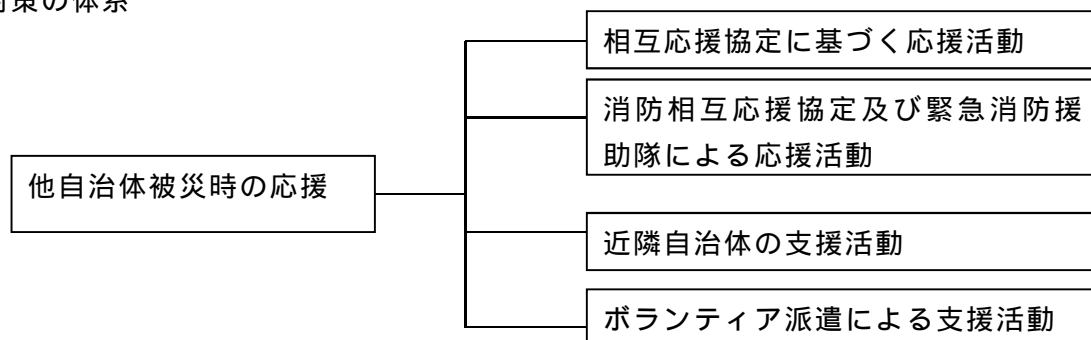 対策の体系
相互応援協定に基づく応援活動
消防相互応援協定及び緊急消防援
助隊による応援活動
他自治体被災時の応援
近隣自治体の支援活動
ボランティア派遣による支援活動